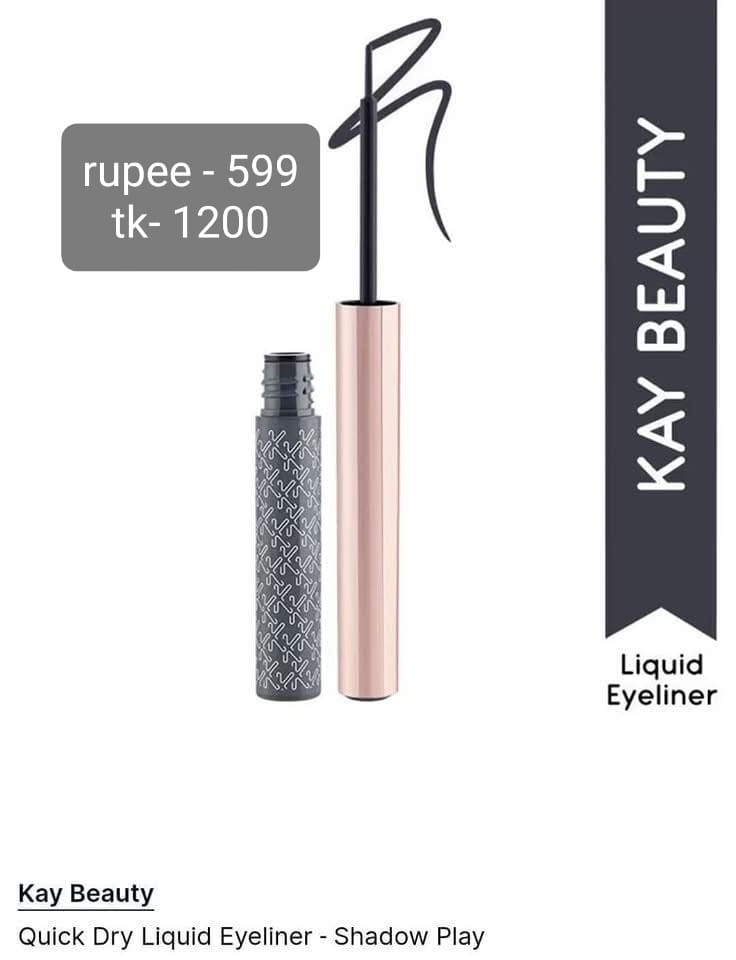 rupee - 599
tk- 1200
KAY BEAUTY
Liquid
Eyeliner
Kay Beauty
Quick Dry Liquid Eyeliner - Shadow Play